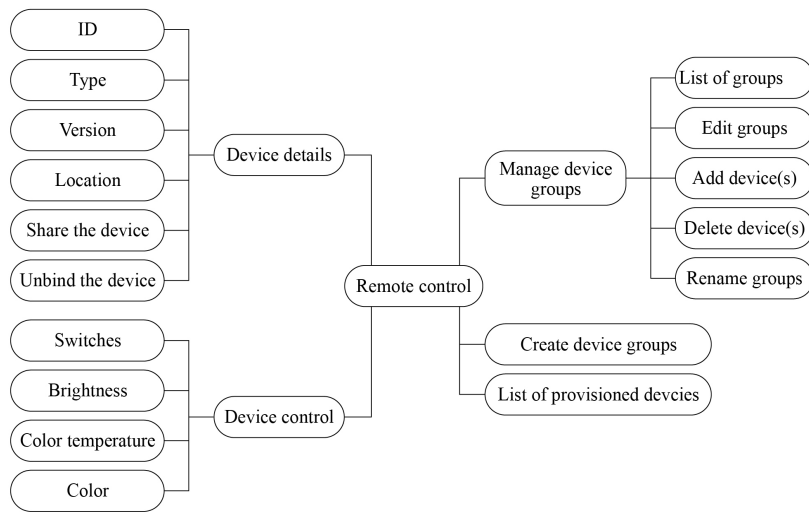 ID
Type
Version
Location
Share the device
Unbind the device
Device details
Switches
Brightness
Color temperature
Color
Device control
Remote control
Manage device
groups
List of groups
Edit groups
Add device(s)
Delete device(s)
Rename groups
Create device groups
List of provisioned devcies